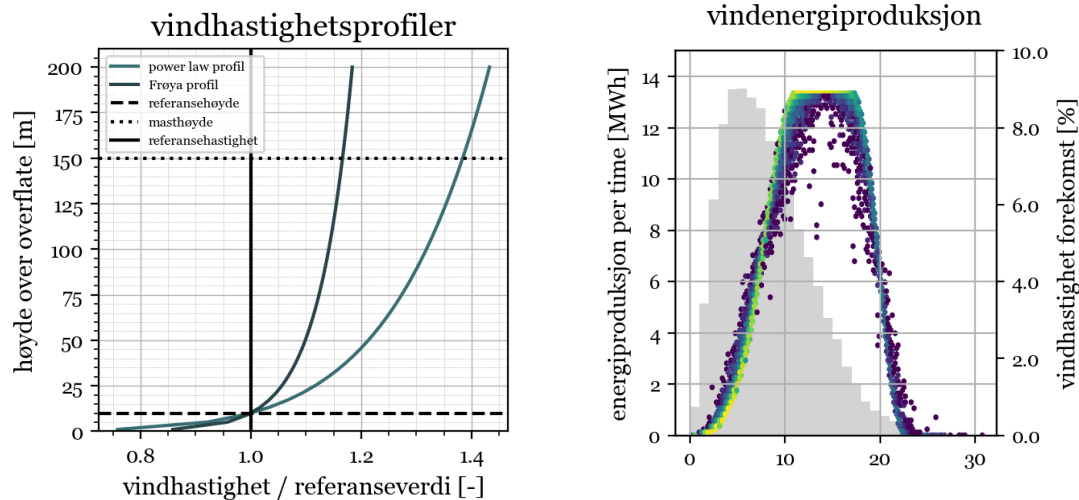 vindhastighetsprofiler
200
175
150
125
100
75
50
25
0
høyde over overflate [m]
power law profil
Frøya profil
referansehøyde
masthøyde
referansehastighet
0.8
1.0
1.2
1.4
vindhastighet / referanseverdi [-]
vindenergiproduksjon
14
12
10
8
6
4
2
0
energiproduksjon per time [MWh]
0
10
20
30
10.0
8.0
6.0
4.0
2.0
0.0
vindhastighet forekomst [%]